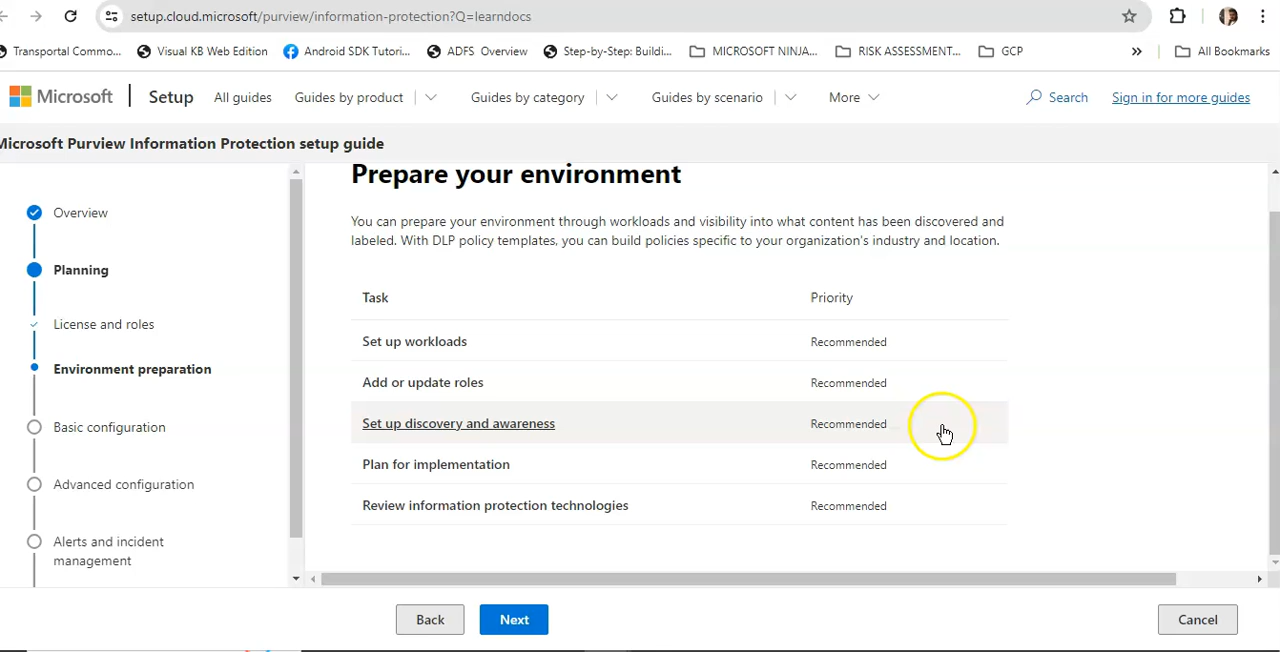 setup.cloud.microsoft/purview/information-protection?Q=learndocs
Transportal Commo... Visual KB Web Edition Android SDK Tutori... ADFS Overview Step-by-Step: Buildi... MICROSOFT NINJA... RISK ASSESSMENT... GCP » All Bookmarks
Microsoft Setup All guides Guides by product Guides by category Guides by scenario More Search Sign in for more guides
Microsoft Purview Information Protection setup guide
Overview
Planning
License and roles
Environment preparation
Basic configuration
Advanced configuration
Alerts and incident
management
Prepare your environment
You can prepare your environment through workloads and visibility into what content has been discovered and
labeled. With DLP policy templates, you can build policies specific to your organization's industry and location.
Task Priority
Set up workloads Recommended
Add or update roles Recommended
Set up discovery and awareness Recommended
Plan for implementation Recommended
Review information protection technologies Recommended
Back Next Cancel